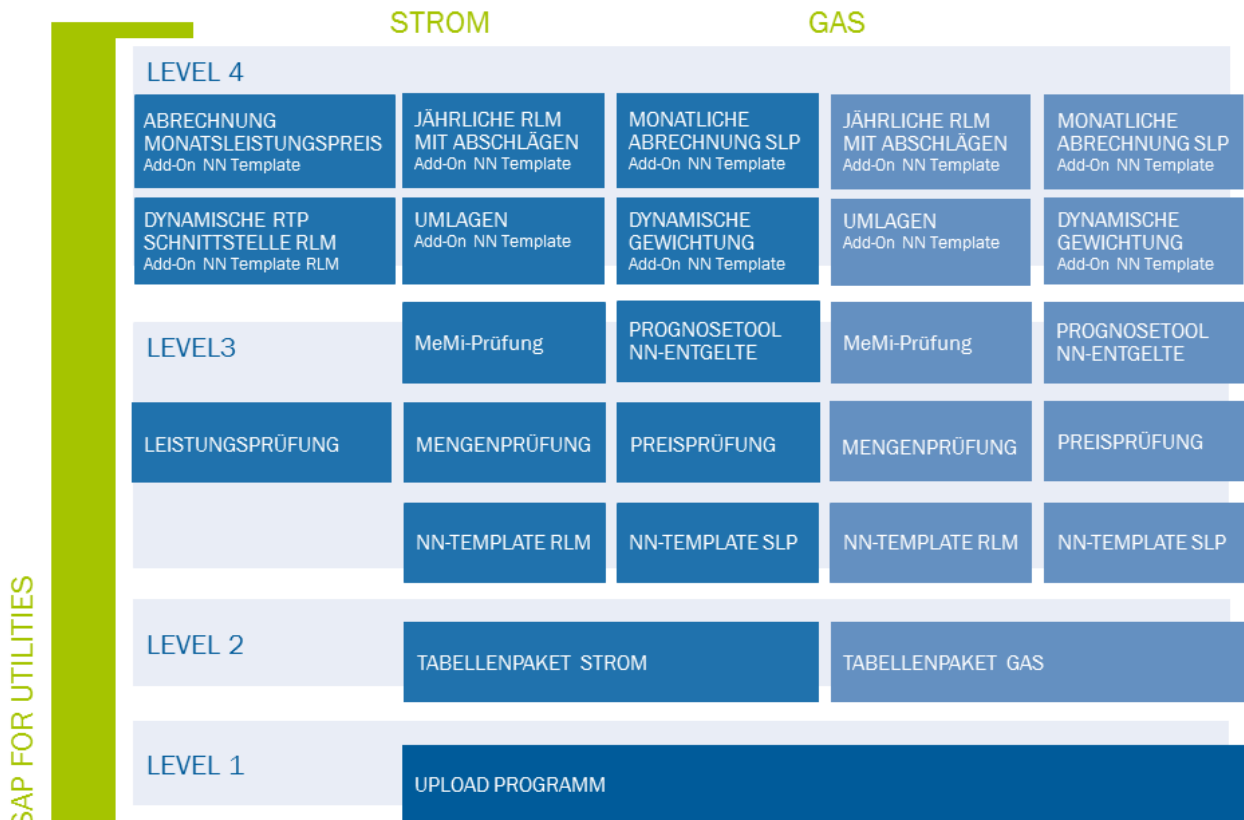 STROM
GAS
LEVEL 4
ABRECHNUNG
MONATSLEISTUNGSPREIS
Add-On NN Template
JÄHRLICHE RLM
MIT ABSCHLÄGEN
Add-On NN Template
MONATLICHE
ABRECHNUNG SLP
Add-On NN Template
JÄHRLICHE RLM
MIT ABSCHLÄGEN
Add-On NN Template
MONATLICHE
ABRECHNUNG SLP
Add-On NN Template
DYNAMISCHE RTP
SCHNITTSTELLE RLM
Add-On NN Template RLM
UMLAGEN
Add-On NN Template
DYNAMISCHE
GEWICHTUNG
Add-On NN Template
UMLAGEN
Add-On NN Template
DYNAMISCHE
GEWICHTUNG
Add-On NN Template
LEVEL3
MeMi-Prüfung
PROGNOSETOOL
NN-ENTGELTE
MeMi-Prüfung
PROGNOSETOOL
NN-ENTGELTE
LEISTUNGSPRÜFUNG
MENGENPRÜFUNG
PREISPRÜFUNG
MENGENPRÜFUNG
PREISPRÜFUNG
NN-TEMPLATE RLM
NN-TEMPLATE SLP
NN-TEMPLATE RLM
NN-TEMPLATE SLP
LEVEL 2
TABELLENPAKET STROM
TABELLENPAKET GAS
LEVEL 1
UPLOAD PROGRAMM
SAP FOR UTILITIES